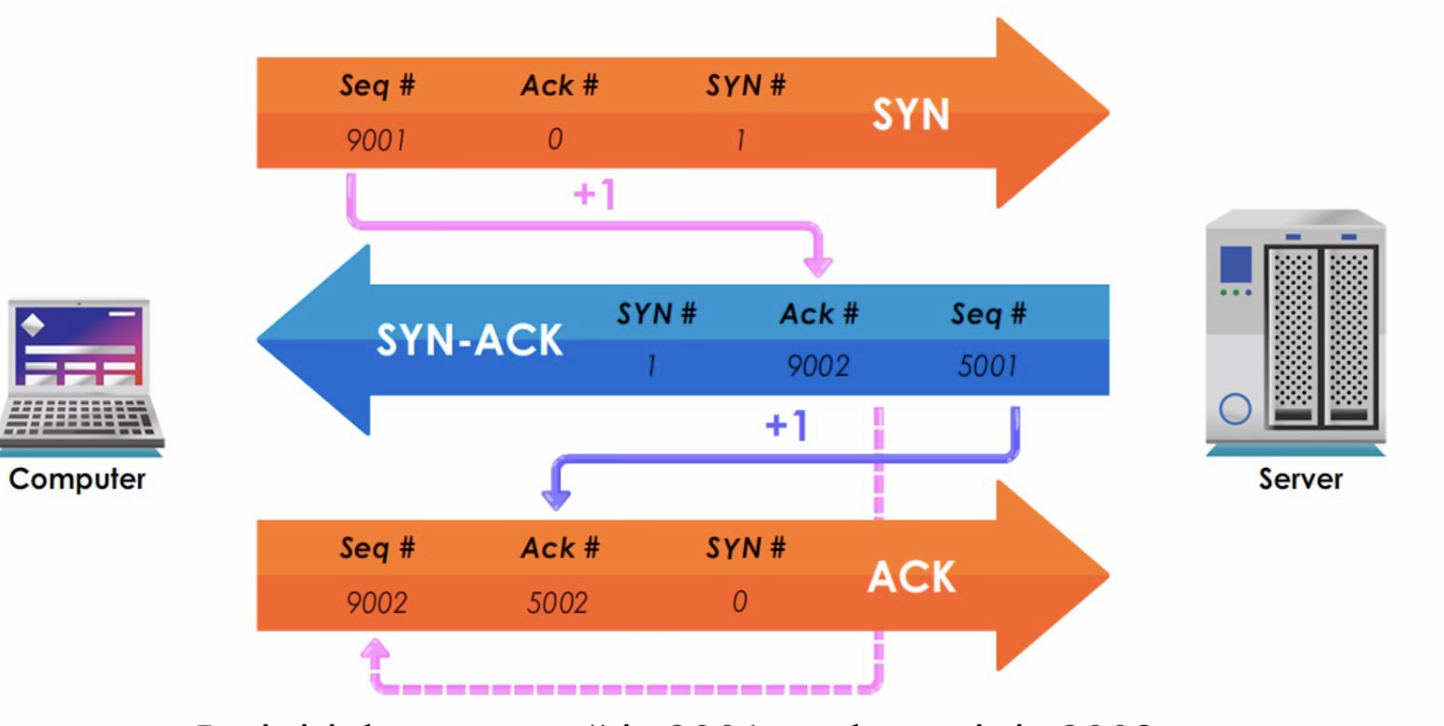 Seq # Ack # SYN #
SYN
9001 0 1
+1
SYN # Ack # Seq #
SYN-ACK
1 9002 5001
+1
Computer
Server
Seq # Ack # SYN #
ACK
9002 5002 0